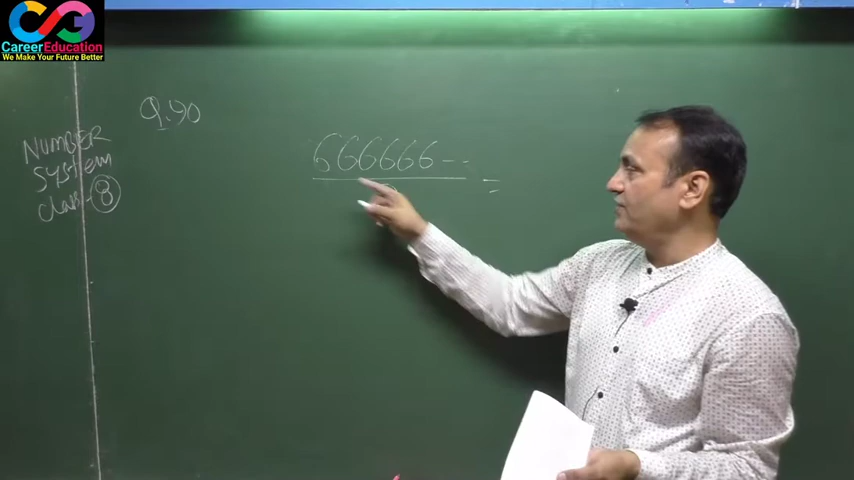 CareerEducation
We Make Your Future Better
Q.90
NumbER
System
class-8
666666--- =